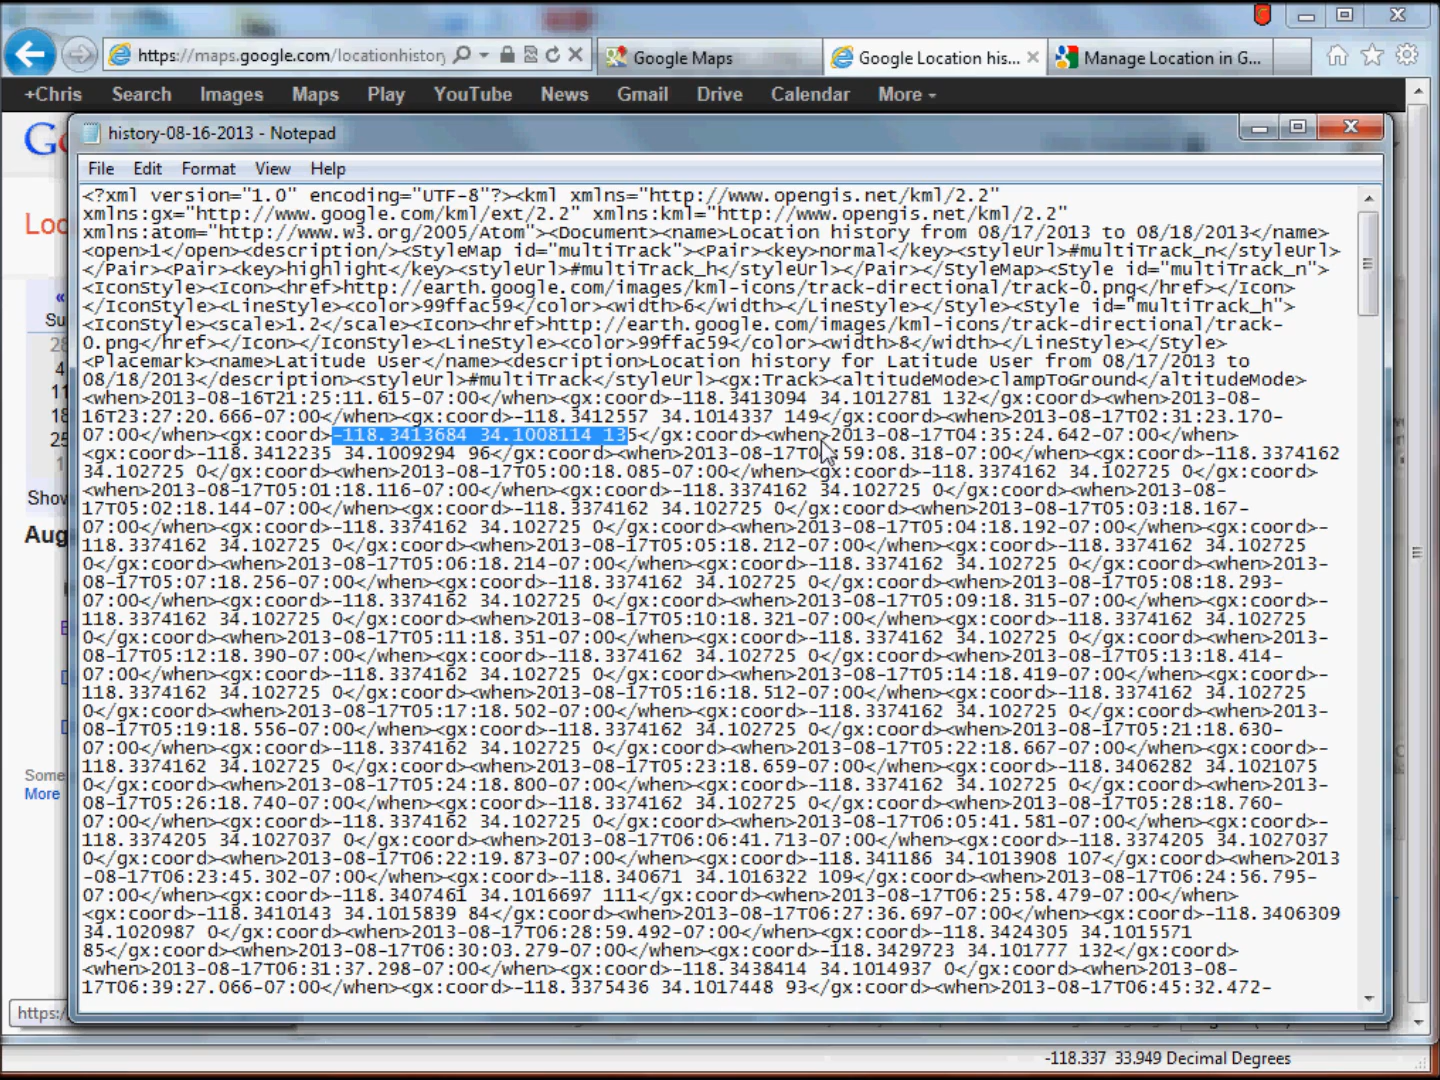 https://maps.google.com/locationhistory
Google Maps
Google Location his...
Manage Location in G...
+Chris Search Images Maps Play YouTube News Gmail Drive Calendar More
history-08-16-2013 - Notepad
File Edit Format View Help
<?xml version="1.0" encoding="UTF-8"?><kml xmlns="http://www.opengis.net/kml/2.2"
xmlns:gx="http://www.google.com/kml/ext/2.2" xmlns:kml="http://www.opengis.net/kml/2.2"
xmlns:atom="http://www.w3.org/2005/Atom"><Document><name>Location history from 08/17/2013 to 08/18/2013</name>
<open>1</open><description/><StyleMap id="multiTrack"><Pair><key>normal</key><styleUrl>#multiTrack_n</styleUrl>
</Pair><Pair><key>highlight</key><styleUrl>#multiTrack_h</styleUrl></Pair></StyleMap><Style id="multiTrack_n">
<IconStyle><Icon><href>http://earth.google.com/images/kml-icons/track-directional/track-0.png</href></Icon>
</IconStyle><LineStyle><color>99ffac59</color><width>6</width></LineStyle></Style><Style id="multiTrack_h">
<IconStyle><scale>1.2</scale><Icon><href>http://earth.google.com/images/kml-icons/track-directional/track-
0.png</href></Icon></IconStyle><LineStyle><color>99ffac59</color><width>8</width></LineStyle></Style>
<Placemark><name>Latitude User</name><description>Location history for Latitude User from 08/17/2013 to
08/18/2013</description><styleUrl>#multiTrack</styleUrl><gx:Track><altitudeMode>clampToGround</altitudeMode>
<when>2013-08-16T21:25:11.615-07:00</when><gx:coord>-118.3413094 34.1012781 132</gx:coord><when>2013-08-
16T23:27:20.666-07:00</when><gx:coord>-118.3412557 34.1014337 149</gx:coord><when>2013-08-17T02:31:23.170-
07:00</when><gx:coord>-118.3413684 34.1008114 135</gx:coord><when>2013-08-17T04:35:24.642-07:00</when>
<gx:coord>-118.3412235 34.1009294 96</gx:coord><when>2013-08-17T0 :59:08.318-07:00</when><gx:coord>-118.3374162
34.102725 0</gx:coord><when>2013-08-17T05:00:18.085-07:00</when><gx:coord>-118.3374162 34.102725 0</gx:coord>
<when>2013-08-17T05:01:18.116-07:00</when><gx:coord>-118.3374162 34.102725 0</gx:coord><when>2013-08-
17T05:02:18.144-07:00</when><gx:coord>-118.3374162 34.102725 0</gx:coord><when>2013-08-17T05:03:18.167-
07:00</when><gx:coord>-118.3374162 34.102725 0</gx:coord><when>2013-08-17T05:04:18.192-07:00</when><gx:coord>-
118.3374162 34.102725 0</gx:coord><when>2013-08-17T05:05:18.212-07:00</when><gx:coord>-118.3374162 34.102725
0</gx:coord><when>2013-08-17T05:06:18.214-07:00</when><gx:coord>-118.3374162 34.102725 0</gx:coord><when>2013-
08-17T05:07:18.256-07:00</when><gx:coord>-118.3374162 34.102725 0</gx:coord><when>2013-08-17T05:08:18.293-
07:00</when><gx:coord>-118.3374162 34.102725 0</gx:coord><when>2013-08-17T05:09:18.315-07:00</when><gx:coord>-
118.3374162 34.102725 0</gx:coord><when>2013-08-17T05:10:18.321-07:00</when><gx:coord>-118.3374162 34.102725
0</gx:coord><when>2013-08-17T05:11:18.351-07:00</when><gx:coord>-118.3374162 34.102725 0</gx:coord><when>2013-
08-17T05:12:18.390-07:00</when><gx:coord>-118.3374162 34.102725 0</gx:coord><when>2013-08-17T05:13:18.414-
07:00</when><gx:coord>-118.3374162 34.102725 0</gx:coord><when>2013-08-17T05:14:18.419-07:00</when><gx:coord>-
118.3374162 34.102725 0</gx:coord><when>2013-08-17T05:16:18.512-07:00</when><gx:coord>-118.3374162 34.102725
0</gx:coord><when>2013-08-17T05:17:18.502-07:00</when><gx:coord>-118.3374162 34.102725 0</gx:coord><when>2013-
08-17T05:19:18.556-07:00</when><gx:coord>-118.3374162 34.102725 0</gx:coord><when>2013-08-17T05:21:18.630-
07:00</when><gx:coord>-118.3374162 34.102725 0</gx:coord><when>2013-08-17T05:22:18.667-07:00</when><gx:coord>-
118.3374162 34.102725 0</gx:coord><when>2013-08-17T05:23:18.659-07:00</when><gx:coord>-118.3406282 34.1021075
0</gx:coord><when>2013-08-17T05:24:18.800-07:00</when><gx:coord>-118.3374162 34.102725 0</gx:coord><when>2013-
08-17T05:26:18.740-07:00</when><gx:coord>-118.3374162 34.102725 0</gx:coord><when>2013-08-17T05:28:18.760-
07:00</when><gx:coord>-118.3374162 34.102725 0</gx:coord><when>2013-08-17T06:05:41.581-07:00</when><gx:coord>-
118.3374205 34.1027037 0</gx:coord><when>2013-08-17T06:06:41.713-07:00</when><gx:coord>-118.3374205 34.1027037
0</gx:coord><when>2013-08-17T06:22:19.873-07:00</when><gx:coord>-118.341186 34.1013908 107</gx:coord><when>2013
-08-17T06:23:45.302-07:00</when><gx:coord>-118.340671 34.1016322 109</gx:coord><when>2013-08-17T06:24:56.795-
07:00</when><gx:coord>-118.3407461 34.1016697 111</gx:coord><when>2013-08-17T06:25:58.479-07:00</when>
<gx:coord>-118.3410143 34.1015839 84</gx:coord><when>2013-08-17T06:27:36.697-07:00</when><gx:coord>-118.3406309
34.1020987 0</gx:coord><when>2013-08-17T06:28:59.492-07:00</when><gx:coord>-118.3424305 34.1015571
85</gx:coord><when>2013-08-17T06:30:03.279-07:00</when><gx:coord>-118.3429723 34.101777 132</gx:coord>
<when>2013-08-17T06:31:37.298-07:00</when><gx:coord>-118.3438414 34.1014937 0</gx:coord><when>2013-08-
17T06:39:27.066-07:00</when><gx:coord>-118.3375436 34.1017448 93</gx:coord><when>2013-08-17T06:45:32.472-
Loc
«
Su
28
4
11
18
25
1
Show
Aug
Some
More
https:/
-118.337 33.949 Decimal Degrees